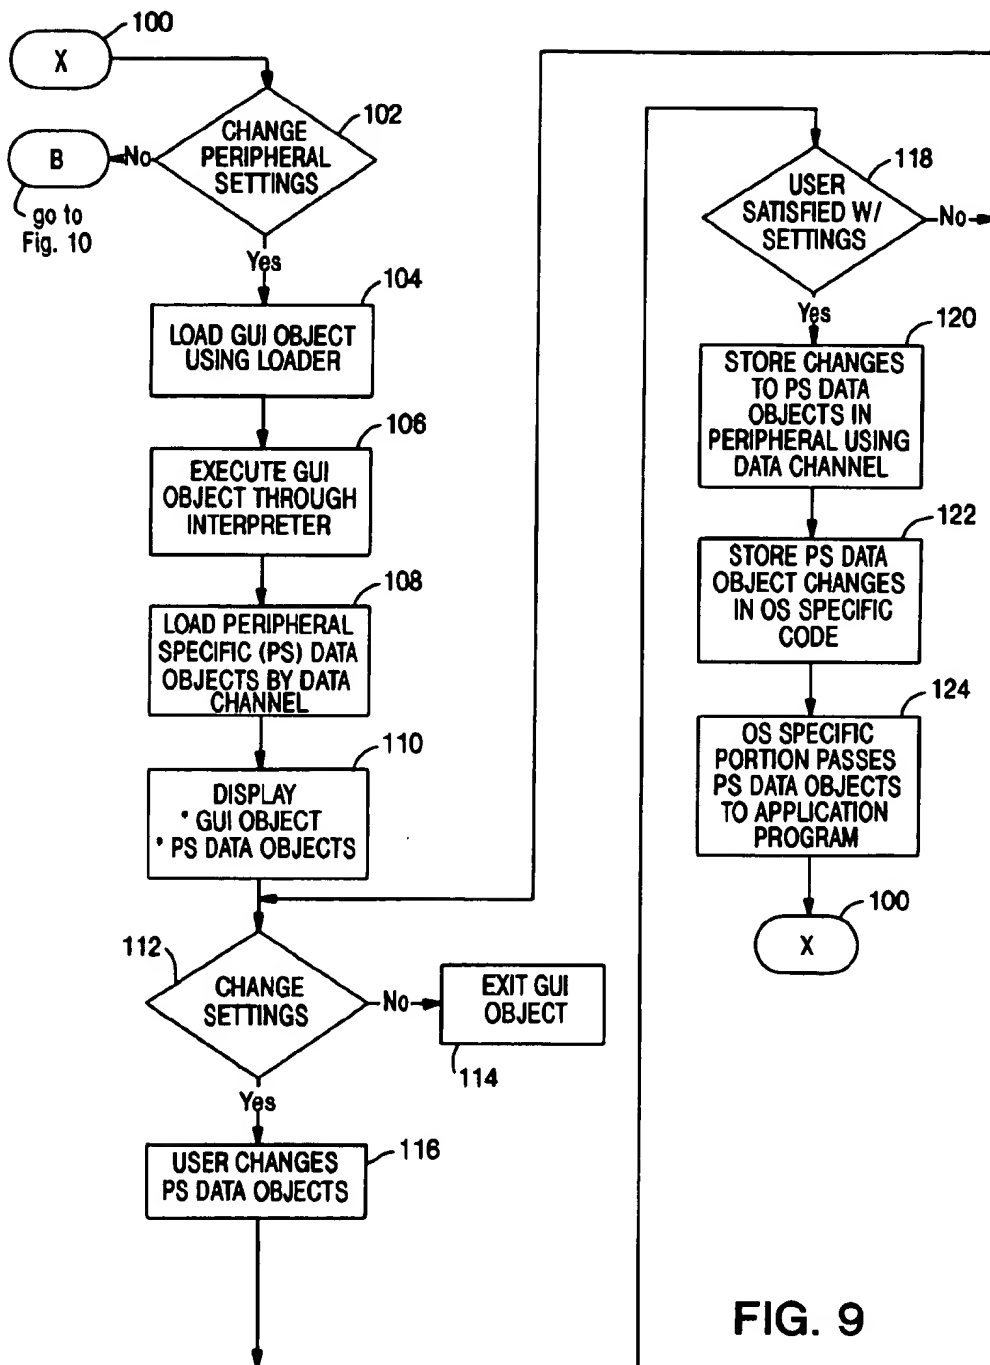 100
X
102
CHANGE
PERIPHERAL
SETTINGS
No
B
go to
Fig. 10
Yes
104
LOAD GUI OBJECT
USING LOADER
106
EXECUTE GUI
OBJECT THROUGH
INTERPRETER
108
LOAD PERIPHERAL
SPECIFIC (PS) DATA
OBJECTS BY DATA
CHANNEL
110
DISPLAY
* GUI OBJECT
* PS DATA OBJECTS
112
CHANGE
SETTINGS
No
EXIT GUI
OBJECT
114
Yes
116
USER CHANGES
PS DATA OBJECTS
118
USER
SATISFIED W/
SETTINGS
No
Yes
120
STORE CHANGES
TO PS DATA
OBJECTS IN
PERIPHERAL USING
DATA CHANNEL
122
STORE PS DATA
OBJECT CHANGES
IN OS SPECIFIC
CODE
124
OS SPECIFIC
PORTION PASSES
PS DATA OBJECTS
TO APPLICATION
PROGRAM
100
X
FIG. 9